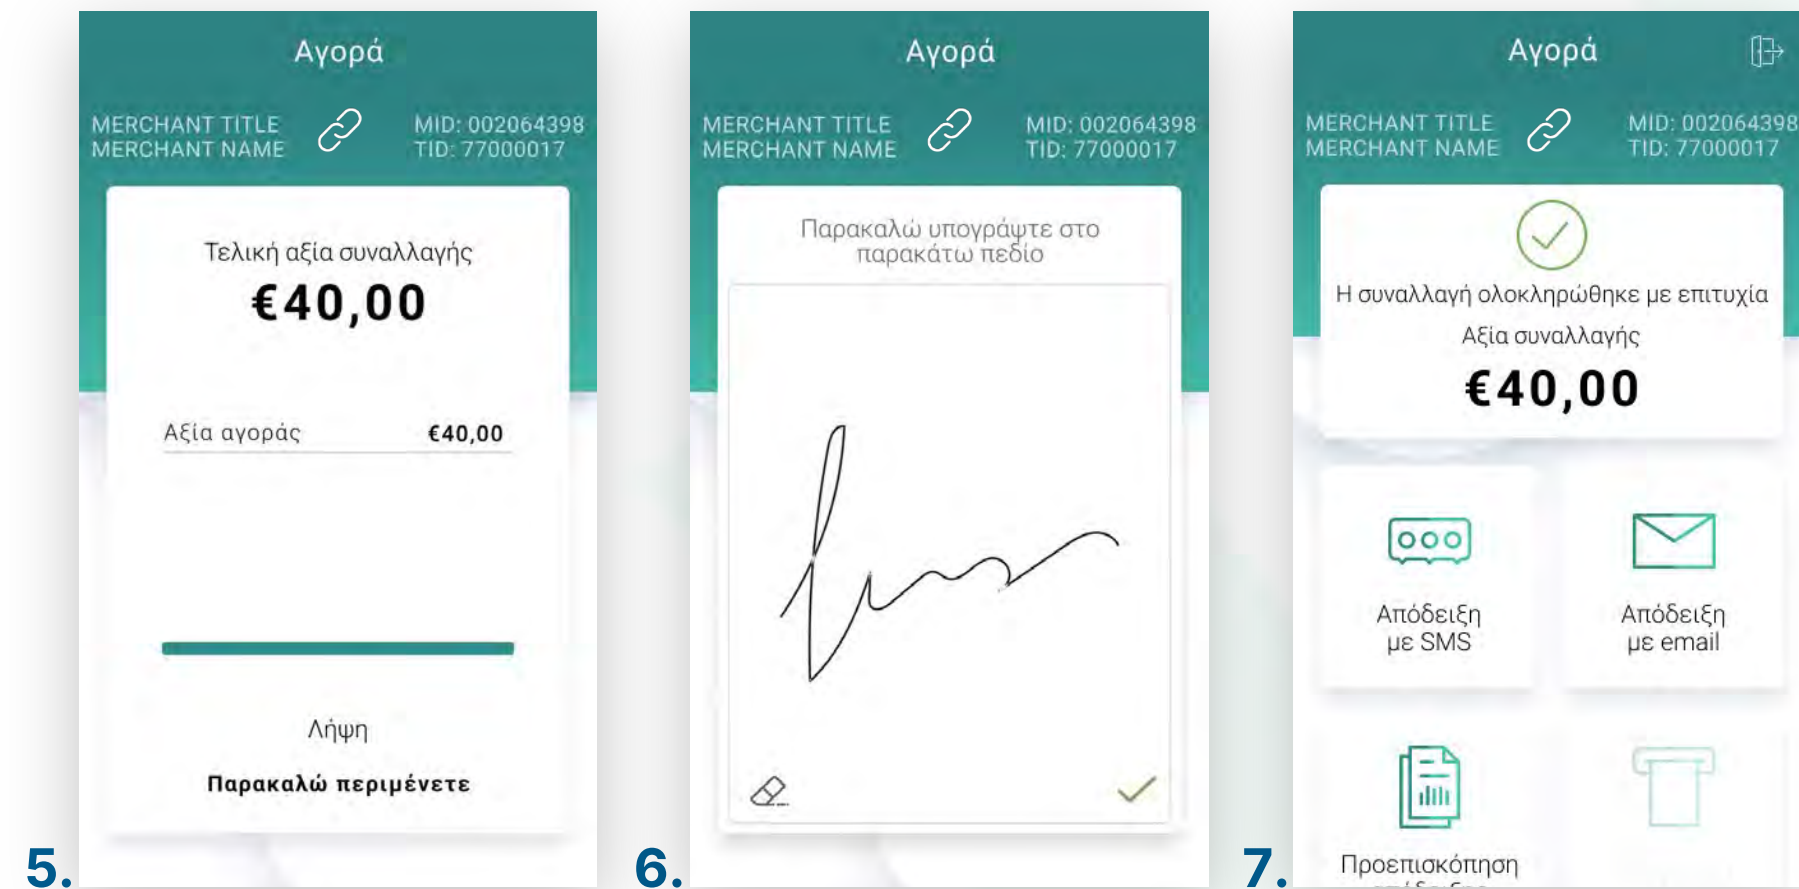 Αγορά
MERCHANT TITLE
MERCHANT NAME
MID: 002064398
TID: 77000017
Τελική αξία συναλλαγής
€40,00
Αξία αγοράς €40,00
Λήψη
Παρακαλώ περιμένετε
5.
Αγορά
MERCHANT TITLE
MERCHANT NAME
MID: 002064398
TID: 77000017
Παρακαλώ υπογράψτε στο
παρακάτω πεδίο
6.
Αγορά
MERCHANT TITLE
MERCHANT NAME
MID: 002064398
TID: 77000017
Η συναλλαγή ολοκληρώθηκε με επιτυχία
Αξία συναλλαγής
€40,00
Απόδειξη
με SMS
Απόδειξη
με email
Προεπισκόπηση
7.